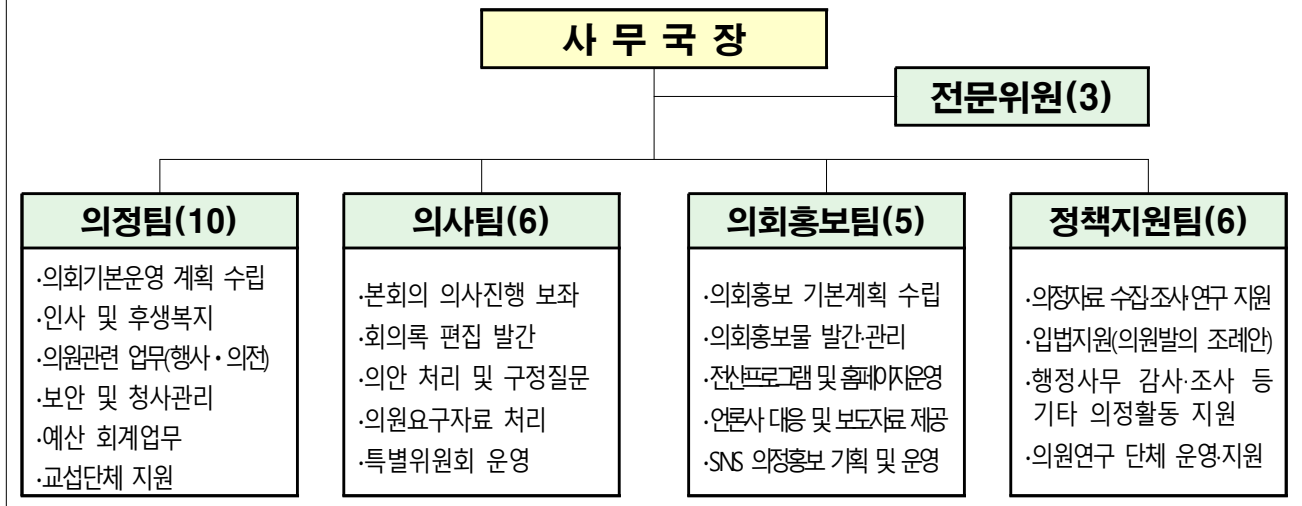 사 무 국 장
전문위원(3)
의정팀(10)
·의회기본운영 계획 수립
·인사 및 후생복지
·의원관련 업무(행사·의전)
·보안 및 청사관리
·예산 회계업무
·교섭단체 지원
의사팀(6)
·본회의 의사진행 보좌
·회의록 편집 발간
·의안 처리 및 구정질문
·의원요구자료 처리
·특별위원회 운영
의회홍보팀(5)
·의회홍보 기본계획 수립
·의회홍보물 발간·관리
·전산프로그램 및 홈페이지운영
·언론사 대응 및 보도자료 제공
·SNS 의정홍보 기획 및 운영
정책지원팀(6)
·의정자료 수집·조사·연구 지원
·입법지원(의원발의 조례안)
·행정사무 감사·조사 등
기타 의정활동 지원
·의원연구 단체 운영·지원